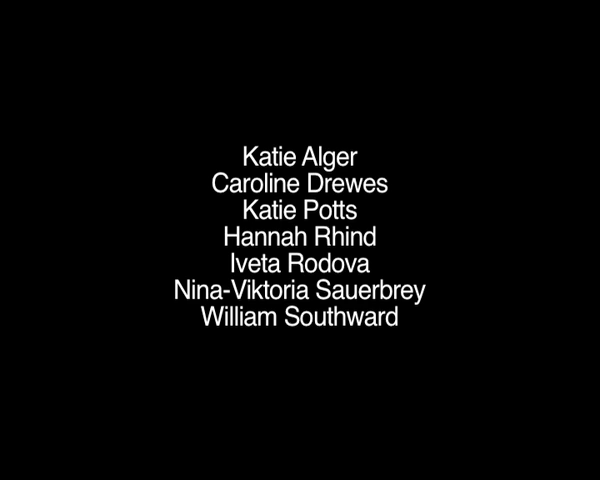 Katie Alger
Caroline Drewes
Katie Potts
Hannah Rhind
Iveta Rodova
Nina-Viktoria Sauerbrey
William Southward